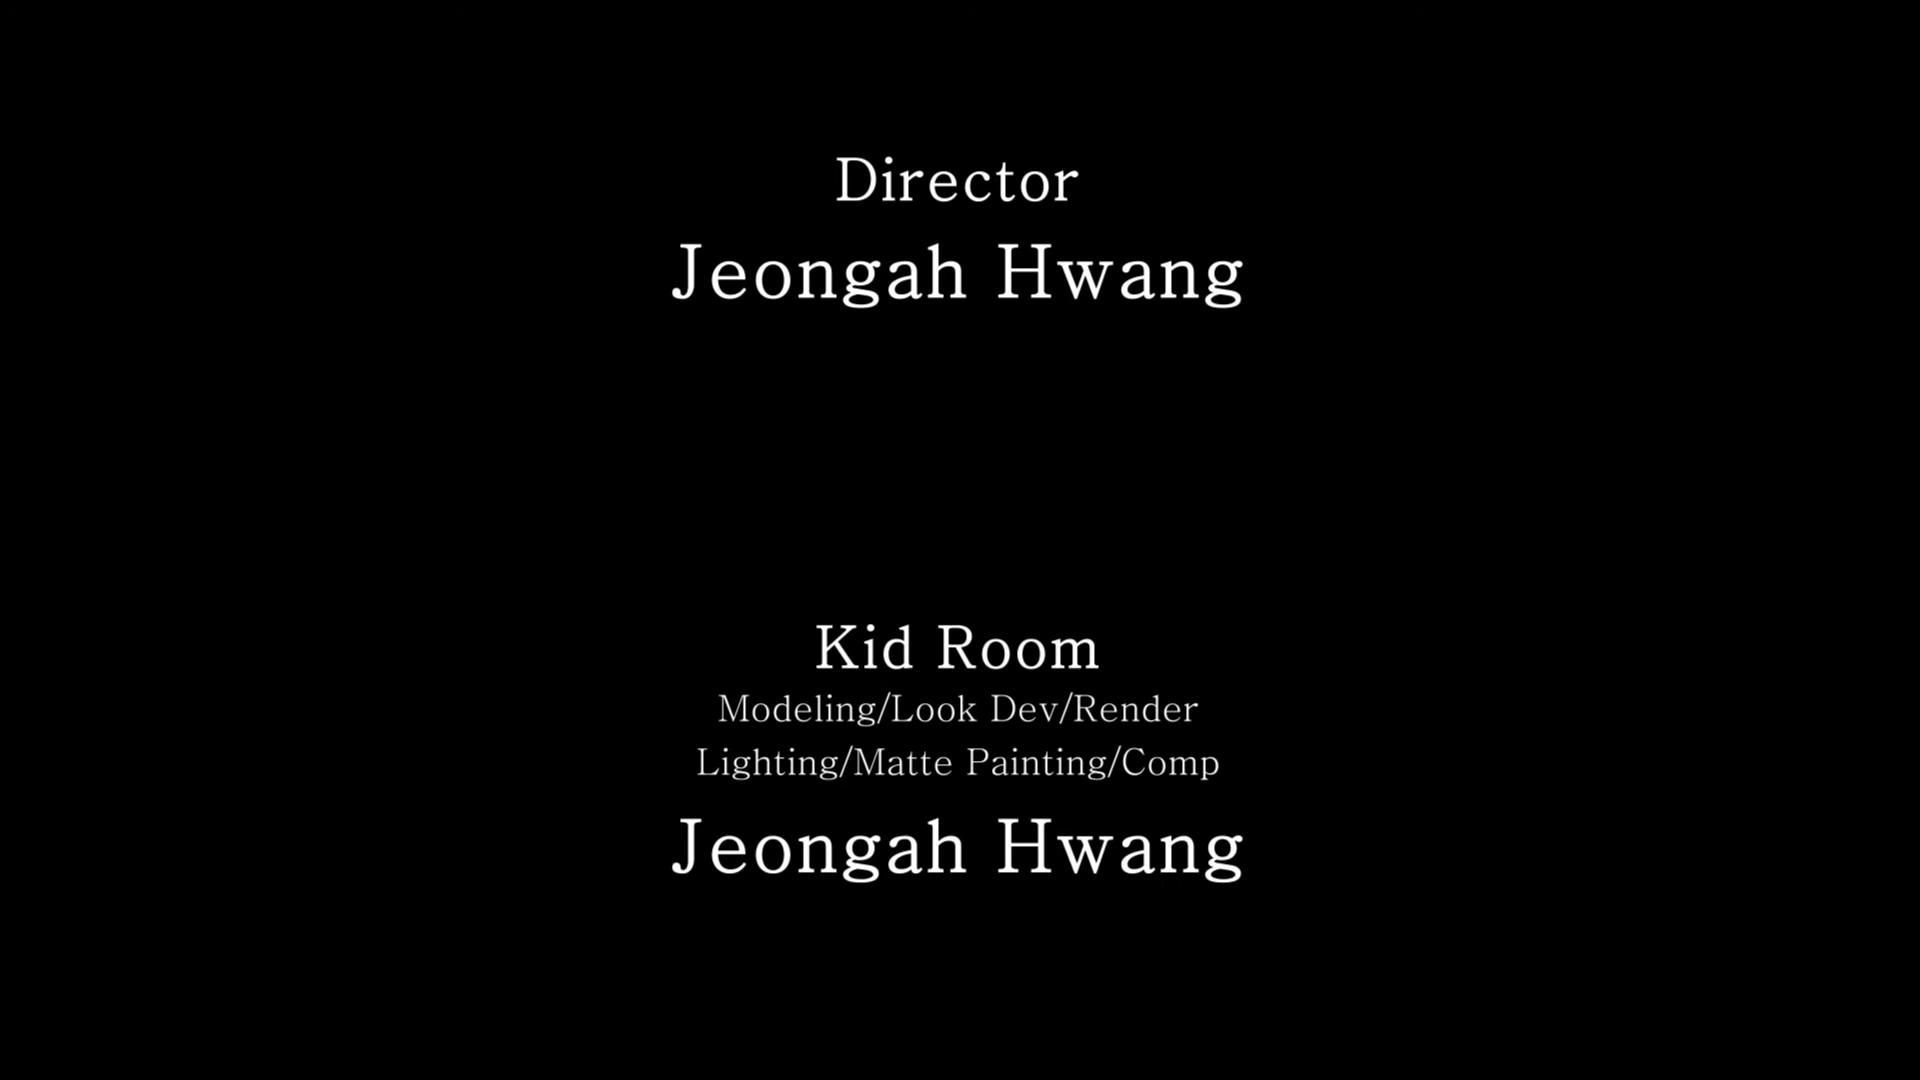 Director
Jeongah Hwang
Kid Room
Modeling/Look Dev/Render
Lighting/Matte Painting/Comp
Jeongah Hwang